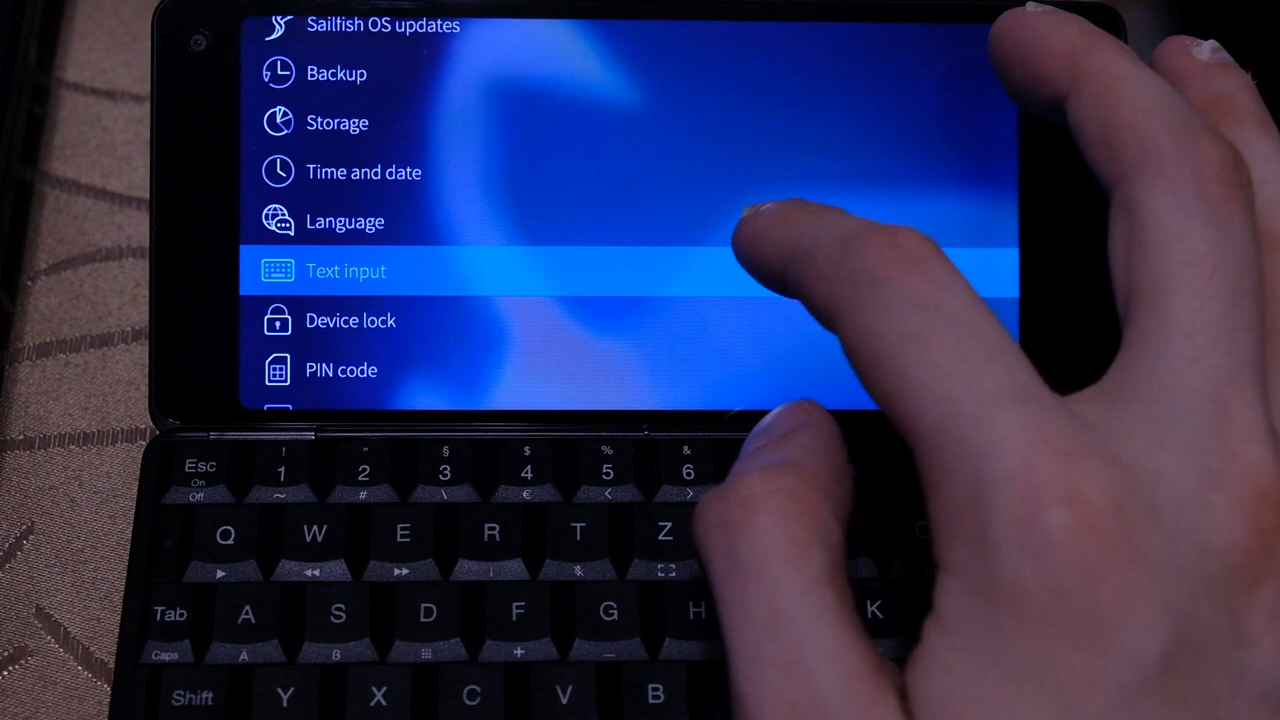 Sailfish OS updates
Backup
Storage
Time and date
Language
Text input
Device lock
PIN code
! " § $ % &
Esc 1 2 3 4 5 6
On
Off ~ # \ € < >
Q W E R T Z
Tab A S D F G H K
Caps Ä ß _
Shift Y X C V B